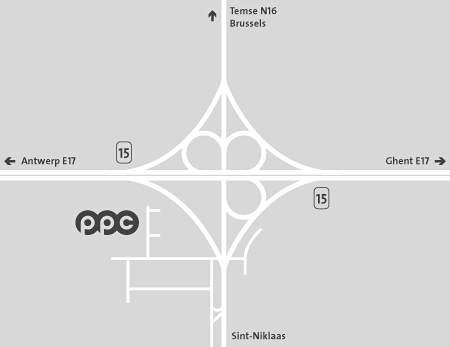 Temse N16
Brussels
Antwerp E17
15
Ghent E17
15
ppc
Sint-Niklaas